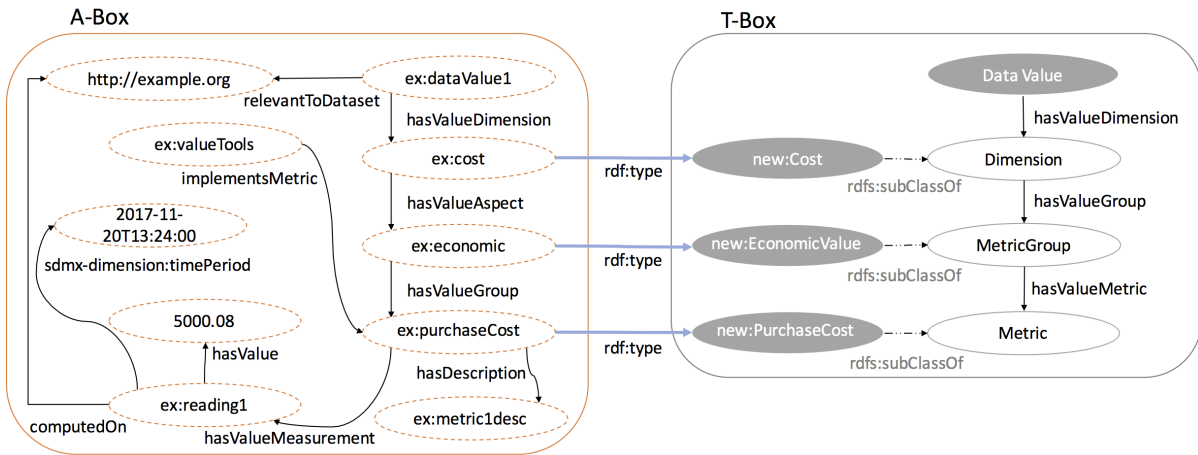 A-Box
T-Box
http://example.org
ex:dataValue1
Data Value
relevantToDataset
hasValueDimension
hasValueDimension
ex:valueTools
ex:cost
new:Cost
Dimension
implementsMetric
rdf:type
rdfs:subClassOf
hasValueAspect
hasValueGroup
2017-11-
20T13:24:00
ex:economic
new:EconomicValue
MetricGroup
sdmx-dimension:timePeriod
rdf:type
rdfs:subClassOf
hasValueGroup
hasValueMetric
5000.08
ex:purchaseCost
new:PurchaseCost
Metric
hasValue
rdf:type
rdfs:subClassOf
hasDescription
ex:reading1
ex:metric1desc
computedOn
hasValueMeasurement